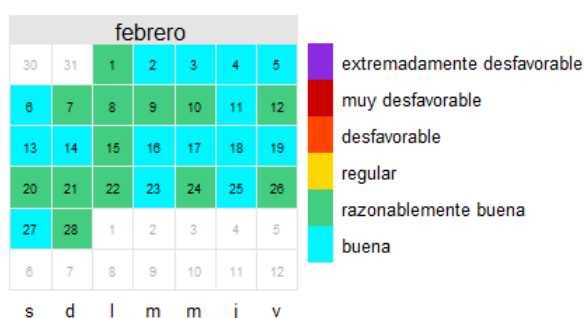 febrero
30 31 1 2 3 4 5
6 7 8 9 10 11 12
13 14 15 16 17 18 19
20 21 22 23 24 25 26
27 28 1 2 3 4 5
6 7 8 9 10 11 12
s d l m m j v
extremadamente desfavorable
muy desfavorable
desfavorable
regular
razonablemente buena
buena